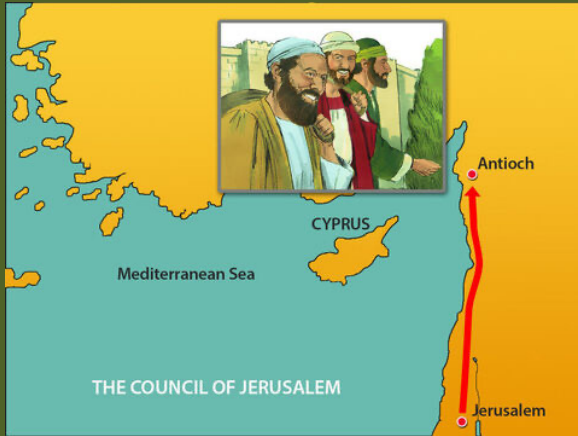 Antioch
CYPRUS
Mediterranean Sea
THE COUNCIL OF JERUSALEM
Jerusalem